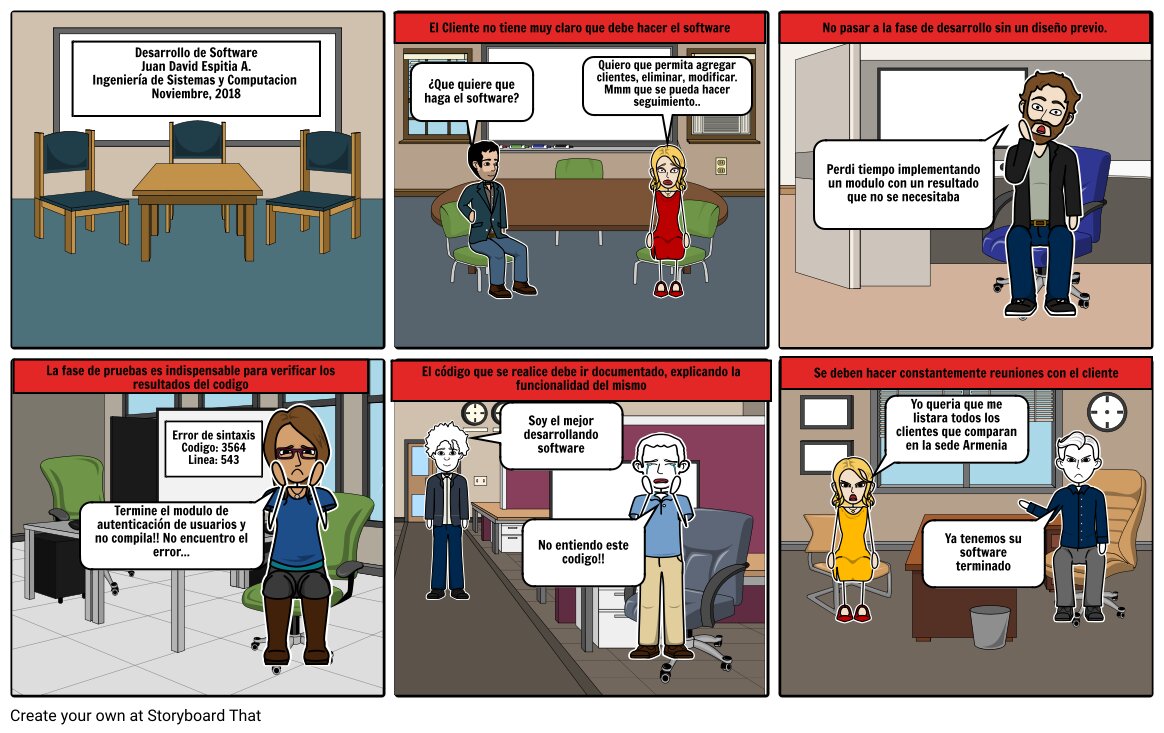 Desarrollo de Software
Juan David Espitia A.
Ingeniería de Sistemas y Computacion
Noviembre, 2018
El Cliente no tiene muy claro que debe hacer el software
¿Que quiere que
haga el software?
Quiero que permita agregar
clientes, eliminar, modificar.
Mmm que se pueda hacer
seguimiento..
No pasar a la fase de desarrollo sin un diseño previo.
Perdi tiempo implementando
un modulo con un resultado
que no se necesitaba
La fase de pruebas es indispensable para verificar los
resultados del codigo
Error de sintaxis
Codigo: 3564
Linea: 543
Termine el modulo de
autenticación de usuarios y
no compila!! No encuentro el
error...
El código que se realice debe ir documentado, explicando la
funcionalidad del mismo
Soy el mejor
desarrollando
software
No entiendo este
codigo!!
Se deben hacer constantemente reuniones con el cliente
Yo queria que me
listara todos los
clientes que comparan
en la sede Armenia
Ya tenemos su
software
terminado
Create your own at Storyboard That